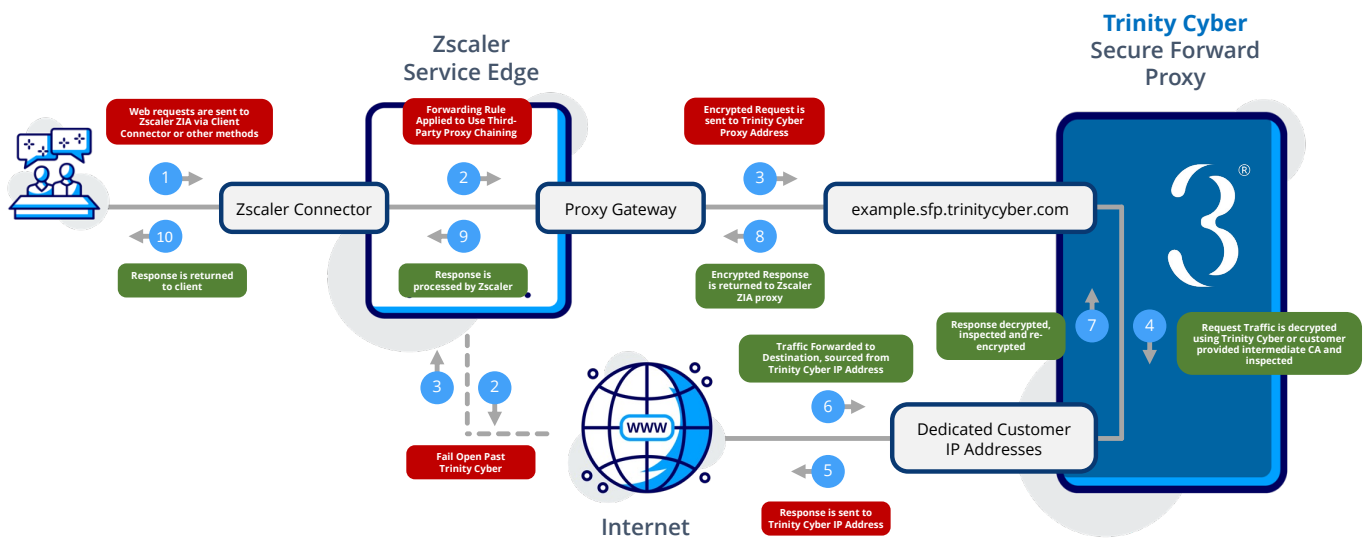 Trinity Cyber
Secure Forward
Proxy
Zscaler
Service Edge
Web requests are sent to
Zscaler ZIA via Client
Connector or other methods
Forwarding Rule
Applied to Use Third-
Party Proxy Chaining
Encrypted Request is
sent to Trinity Cyber
Proxy Address
1
2
3
3®
Zscaler Connector
Proxy Gateway
example.sfp.trinitycyber.com
10
9
8
Response is returned
to client
Response is
processed by Zscaler
Encrypted Response
is returned to Zscaler
ZIA proxy
7
4
Response decrypted,
inspected and re-
encrypted
Request Traffic is decrypted
using Trinity Cyber or customer
provided intermediate CA and
inspected
Traffic Forwarded to
Destination, sourced from
Trinity Cyber IP Address
3
2
6
www
Dedicated Customer
IP Addresses
Fail Open Past
Trinity Cyber
5
Response is sent to
Trinity Cyber IP Address
Internet